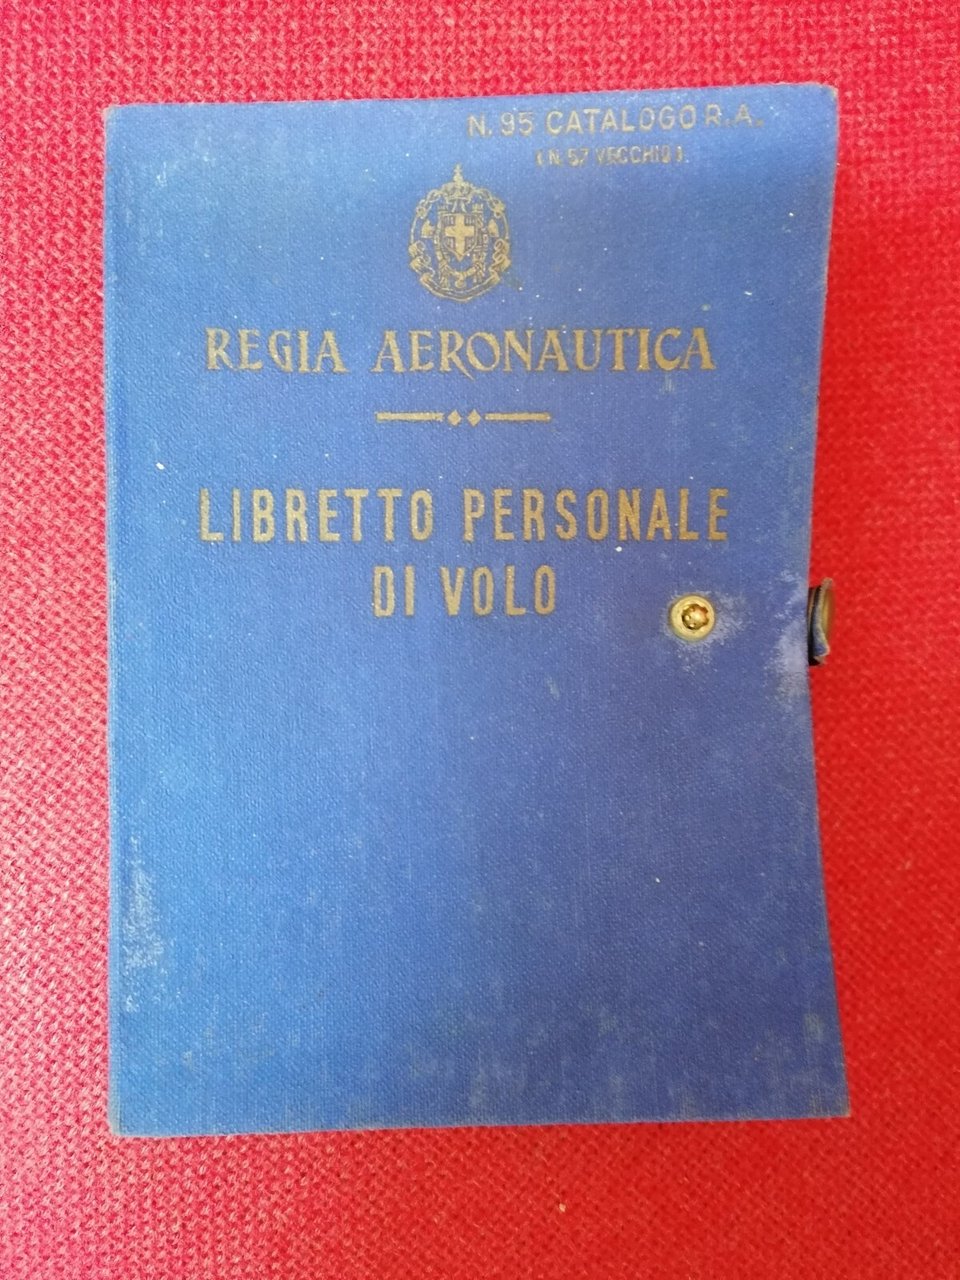 N. 95 CATALOGO R.A.
(N. 57 VECCHIO).
REGIA AERONAUTICA
LIBRETTO PERSONALE
DI VOLO